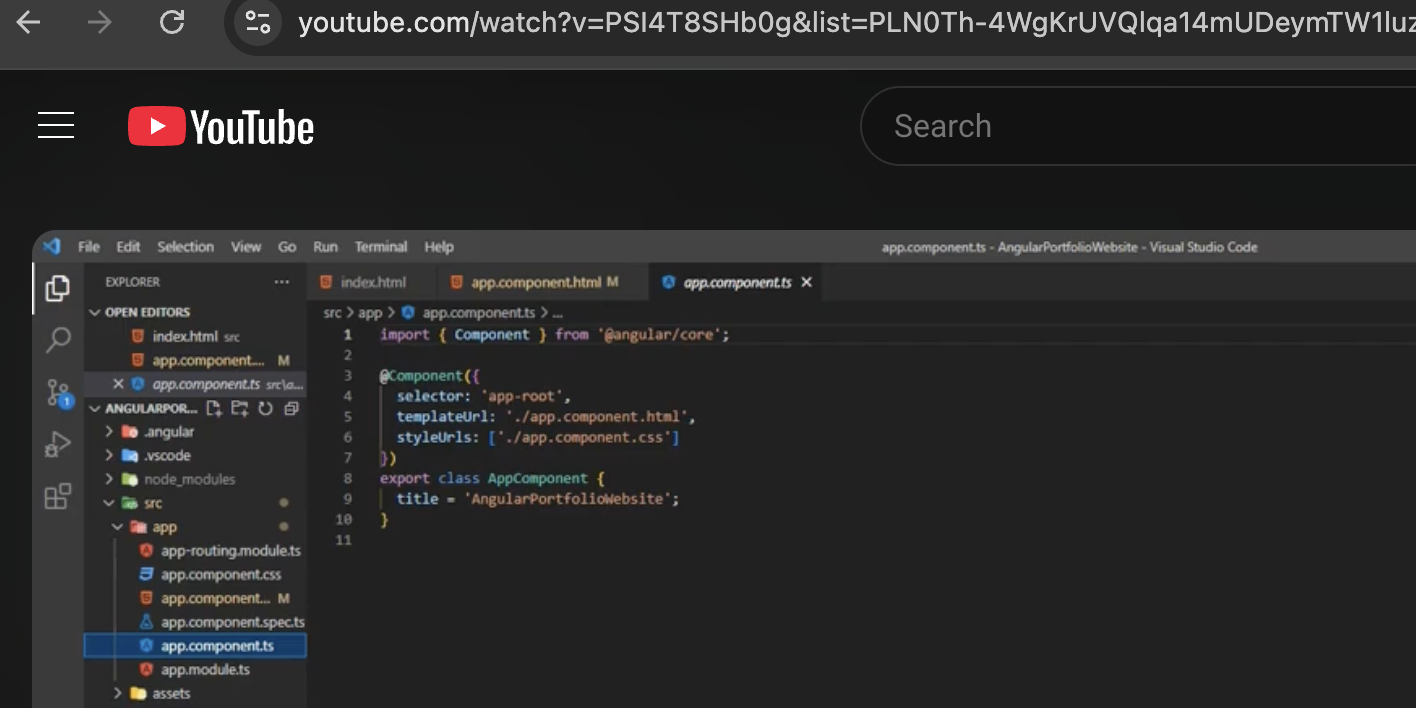 youtube.com/watch?v=PSI4T8SHb0g&list=PLN0Th-4WgKrUVQlqa14mUDeymTW1luz
YouTube
Search
File Edit Selection View Go Run Terminal Help
app.component.ts - AngularPortfolioWebsite - Visual Studio Code
EXPLORER ...
OPEN EDITORS
index.html src
app.component.... M
app.component.ts src\a...
1
ANGULARPOR...
.angular
.vscode
node_modules
src
app
app-routing.module.ts
app.component.css
app.component... M
app.component.spec.ts
app.component.ts
app.module.ts
assets
index.html
app.component.html M
app.component.ts
src > app > app.component.ts > ...
1 import { Component } from '@angular/core';
2
3 @Component({
4 selector: 'app-root',
5 templateUrl: './app.component.html',
6 styleUrls: ['./app.component.css']
7 })
8 export class AppComponent {
9 title = 'AngularPortfolioWebsite';
10 }
11